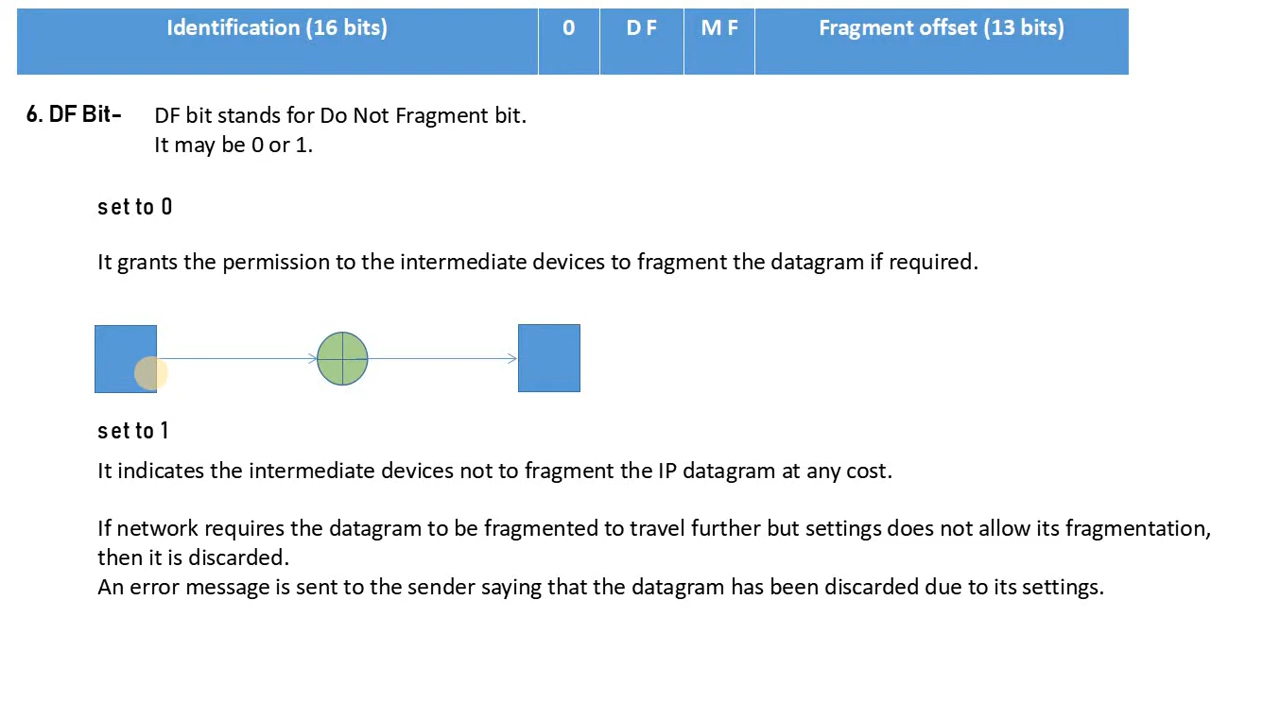 Identification (16 bits) 0 D F M F Fragment offset (13 bits)
6. DF Bit- DF bit stands for Do Not Fragment bit.
It may be 0 or 1.
set to 0
It grants the permission to the intermediate devices to fragment the datagram if required.
set to 1
It indicates the intermediate devices not to fragment the IP datagram at any cost.
If network requires the datagram to be fragmented to travel further but settings does not allow its fragmentation,
then it is discarded.
An error message is sent to the sender saying that the datagram has been discarded due to its settings.